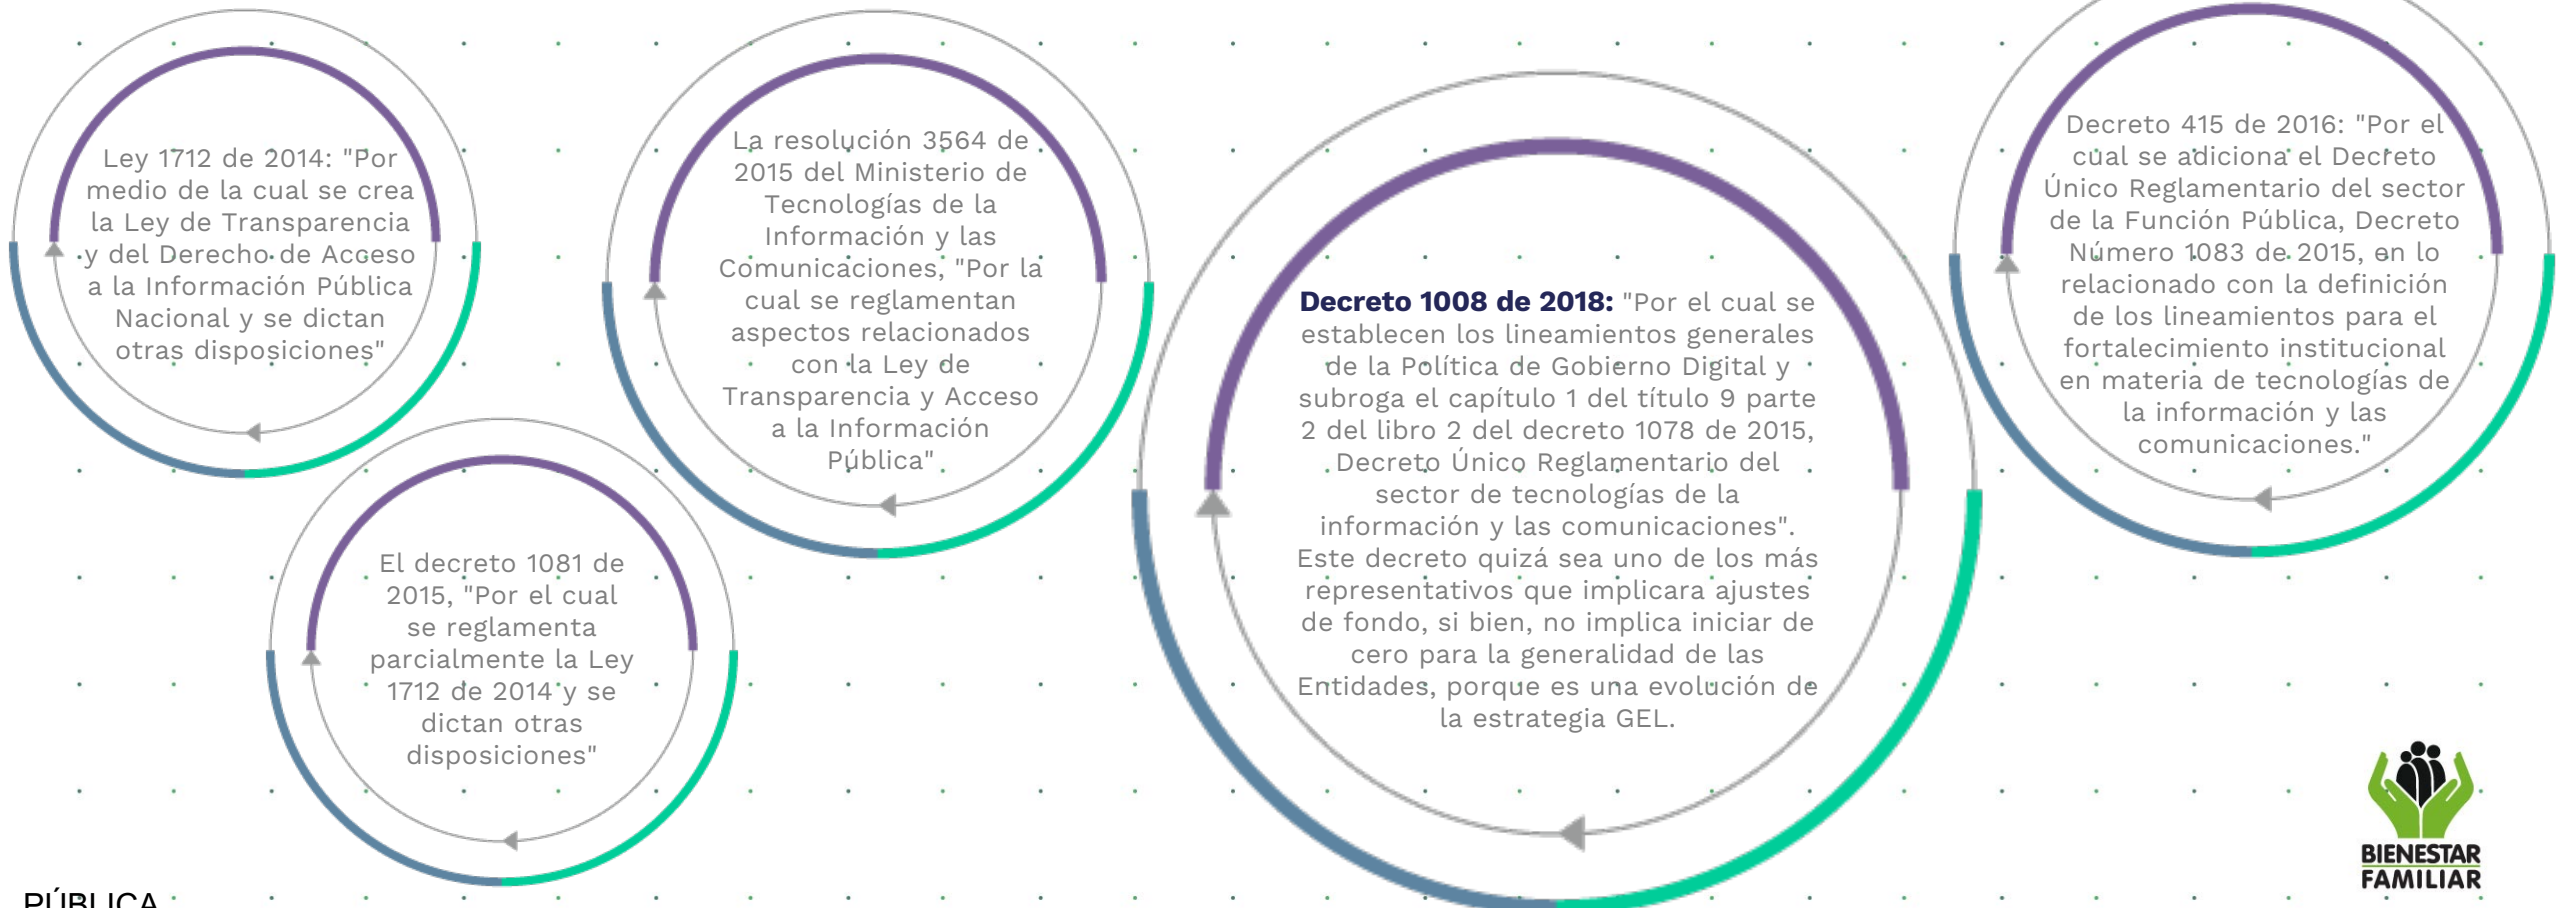 Ley 1712 de 2014: "Por
medio de la cual se crea
la Ley de Transparencia
y del Derecho de Acceso
a la Información Pública
Nacional y se dictan
otras disposiciones"
El decreto 1081 de
2015, "Por el cual
se reglamenta
parcialmente la Ley
1712 de 2014 y se
dictan otras
disposiciones"
La resolución 3564 de
2015 del Ministerio de
Tecnologías de la
Información y las
Comunicaciones, "Por la
cual se reglamentan
aspectos relacionados
con la Ley de
Transparencia y Acceso
a la Información
Pública"
Decreto 1008 de 2018: "Por el cual se
establecen los lineamientos generales
de la Política de Gobierno Digital y
subroga el capítulo 1 del título 9 parte
2 del libro 2 del decreto 1078 de 2015,
Decreto Único Reglamentario del
sector de tecnologías de la
información y las comunicaciones".
Este decreto quizá sea uno de los más
representativos que implicara ajustes
de fondo, si bien, no implica iniciar de
cero para la generalidad de las
Entidades, porque es una evolución de
la estrategia GEL.
Decreto 415 de 2016: "Por el
cual se adiciona el Decreto
Único Reglamentario del sector
de la Función Pública, Decreto
Número 1083 de 2015, en lo
relacionado con la definición
de los lineamientos para el
fortalecimiento institucional
en materia de tecnologías de
la información y las
comunicaciones."
BIENESTAR
FAMILIAR
PÚBLICA